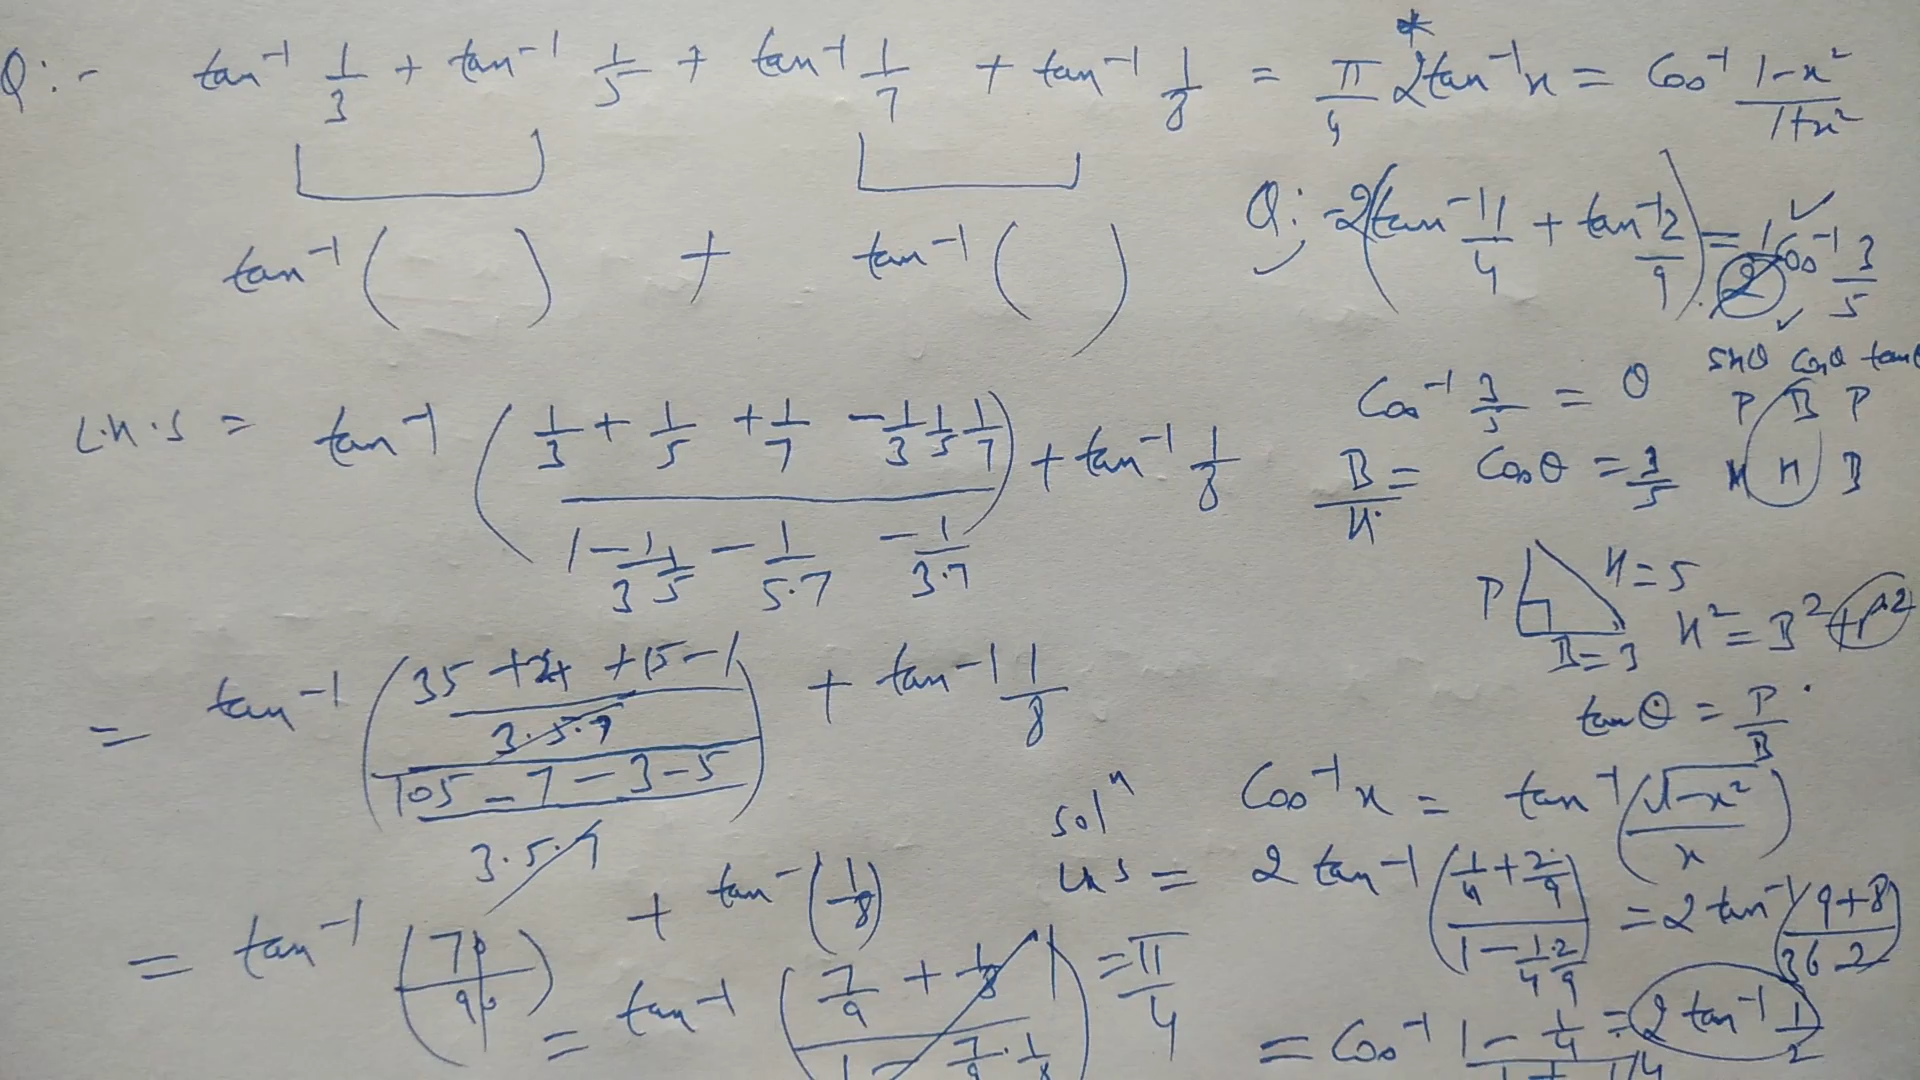 Q:- tan⁻¹ 1/3 + tan⁻¹ 1/5 + tan⁻¹ 1/7 + tan⁻¹ 1/8 = π/4
tan⁻¹ ( ) + tan⁻¹ ( )
L.H.S = tan⁻¹ ( (1/3 + 1/5 + 1/7 - 1/3 1/5 1/7) / (1 - 1/3 1/5 - 1/5.7 - 1/3.7) ) + tan⁻¹ 1/8
= tan⁻¹ ( ((35 + 21 + 15 - 1) / 3.5.7) / ((105 - 7 - 3 - 5) / 3.5.7) ) + tan⁻¹ 1/8
= tan⁻¹ (70/90) + tan⁻ (1/8)
= tan⁻¹ ( (7/9 + 1/8) / (1 - 7/9 . 1/8) ) = π/4
* 2tan⁻¹x = Cos⁻¹ (1-x²)/(1+x²)
Q:- 2(tan⁻¹ 1/4 + tan⁻¹ 2/9) = Cos⁻¹ 3/5
Cos⁻¹ 3/5 = θ
sinθ cosθ tanθ
P B P
H H B
B/H = Cosθ = 3/5
P H=5
B=3 H² = B² + P²
tanθ = P/B
Cos⁻¹x = tan⁻¹ (√1-x² / x)
solⁿ
LHS = 2 tan⁻¹ ( (1/4 + 2/9) / (1 - 1/4 . 2/9) ) = 2 tan⁻¹ ( (9+8) / (36-2) )
= 2 tan⁻¹ 1/2
= Cos⁻¹ (1 - 1/4) / (1 + 1/4)